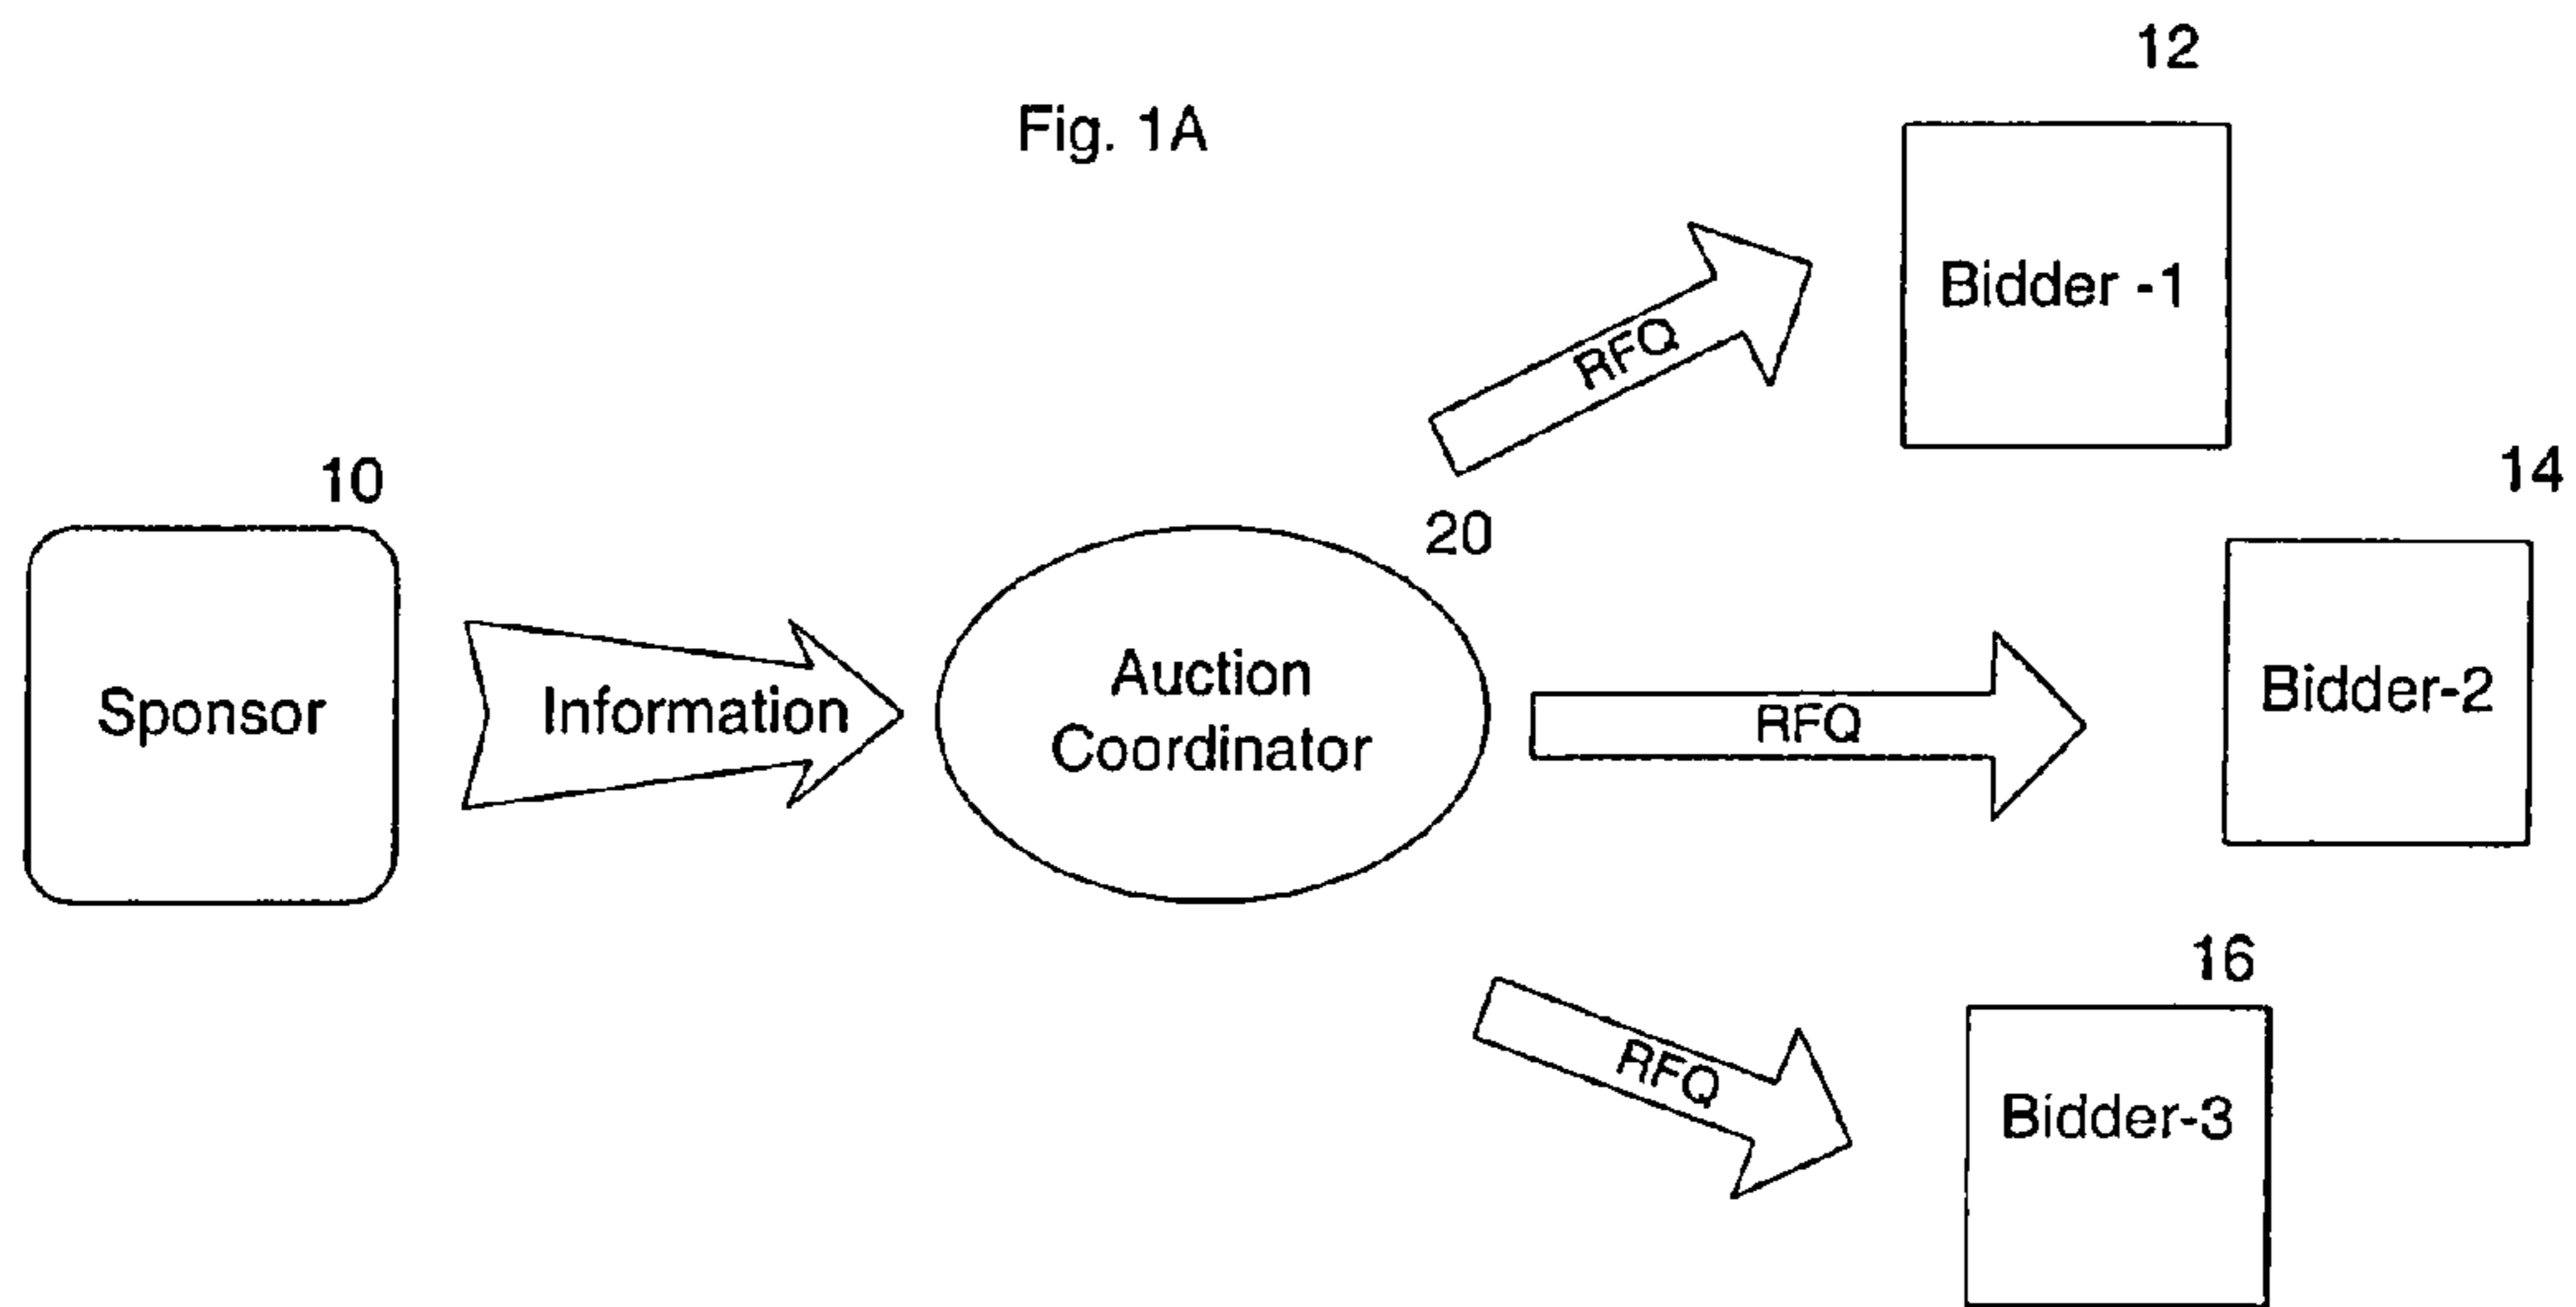 Fig. 1A
12
Bidder -1
RFQ
10
Sponsor
Information
20
Auction
Coordinator
RFQ
14
Bidder-2
RFQ
16
Bidder-3